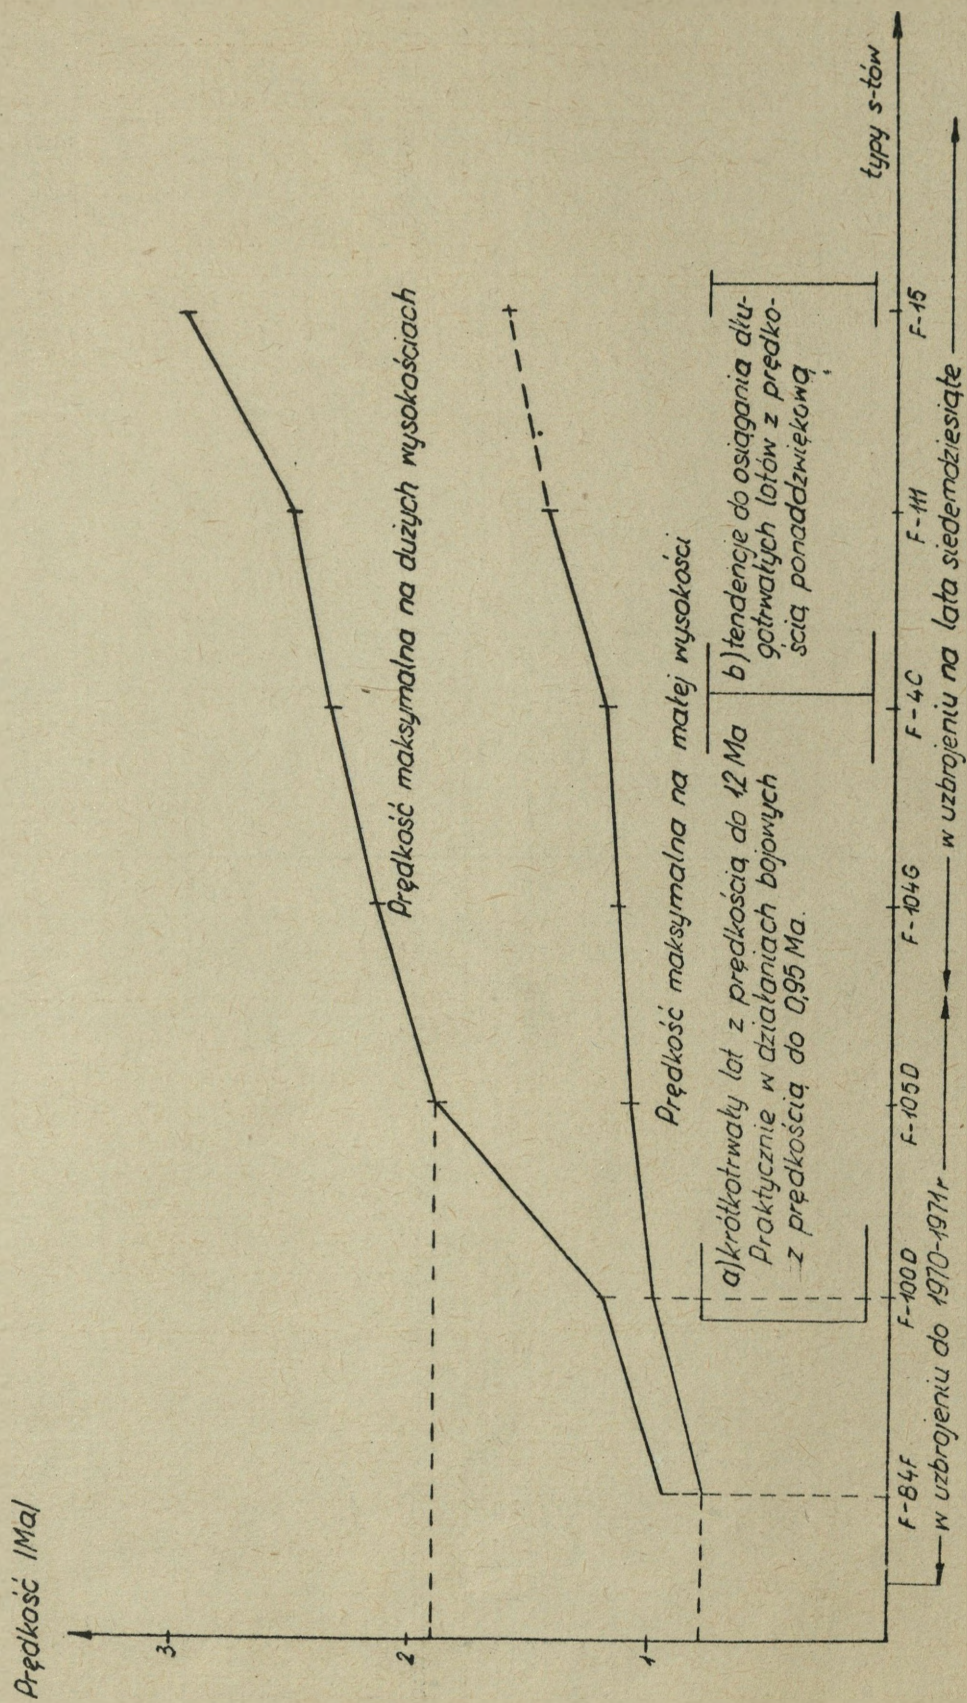 Prędkość /Ma/
3
2
1
Prędkość maksymalna na dużych wysokościach
Prędkość maksymalna na małej wysokości
a) krótkotrwały lot z prędkością do 1,2 Ma
Praktycznie w działaniach bojowych
z prędkością do 0,95 Ma.
b) tendencje do osiągania dłu-
gotrwałych lotów z prędko-
ścią ponaddzwiękową
typy s-tów
F-84F
F-100D
F-105D
F-104G
F-4C
F-111
F-15
w uzbrojeniu do 1970-1971r
w uzbrojeniu na lata siedemdziesiąte